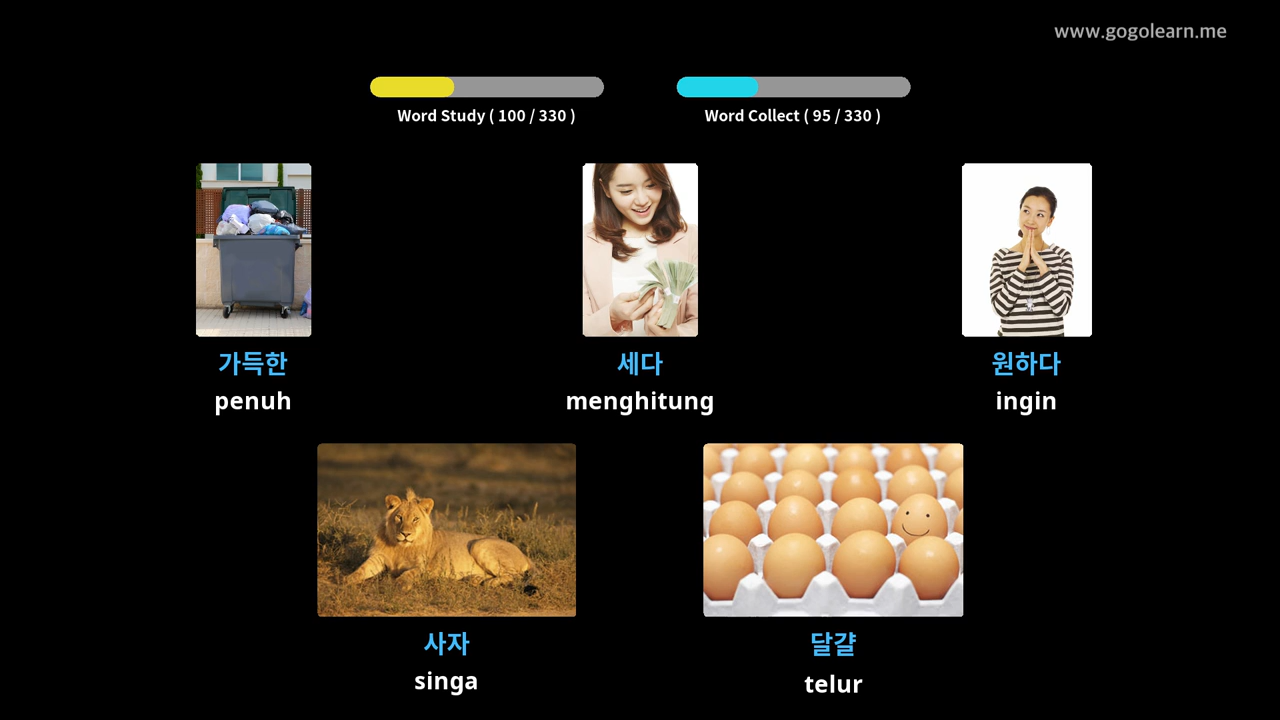 www.gogolearn.me
Word Study ( 100 / 330 )
Word Collect ( 95 / 330 )
가득한
penuh
세다
menghitung
원하다
ingin
사자
singa
달걀
telur